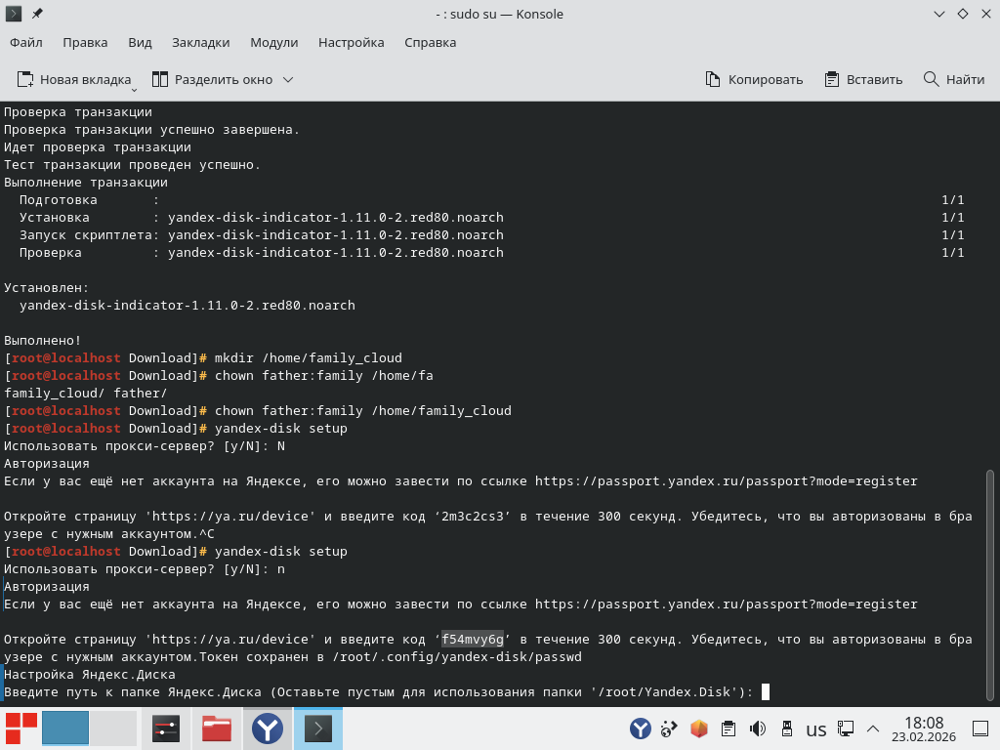 - : sudo su — Konsole
Файл Правка Вид Закладки Модули Настройка Справка
Новая вкладка Разделить окно Копировать Вставить Найти
Проверка транзакции
Проверка транзакции успешно завершена.
Идет проверка транзакции
Тест транзакции проведен успешно.
Выполнение транзакции
  Подготовка       :                                                                                                    1/1
  Установка        : yandex-disk-indicator-1.11.0-2.red80.noarch                                                        1/1
  Запуск скриптлета: yandex-disk-indicator-1.11.0-2.red80.noarch                                                        1/1
  Проверка         : yandex-disk-indicator-1.11.0-2.red80.noarch                                                        1/1
Установлен:
  yandex-disk-indicator-1.11.0-2.red80.noarch
Выполнено!
[root@localhost Download]# mkdir /home/family_cloud
[root@localhost Download]# chown father:family /home/fa
family_cloud/ father/
[root@localhost Download]# chown father:family /home/family_cloud
[root@localhost Download]# yandex-disk setup
Использовать прокси-сервер? [y/N]: N
Авторизация
Если у вас ещё нет аккаунта на Яндексе, его можно завести по ссылке https://passport.yandex.ru/passport?mode=register
Откройте страницу 'https://ya.ru/device' и введите код ‘2m3c2cs3’ в течение 300 секунд. Убедитесь, что вы авторизованы в бра
узере с нужным аккаунтом.^C
[root@localhost Download]# yandex-disk setup
Использовать прокси-сервер? [y/N]: n
Авторизация
Если у вас ещё нет аккаунта на Яндексе, его можно завести по ссылке https://passport.yandex.ru/passport?mode=register
Откройте страницу 'https://ya.ru/device' и введите код ‘f54mvy6g’ в течение 300 секунд. Убедитесь, что вы авторизованы в бра
узере с нужным аккаунтом.Токен сохранен в /root/.config/yandex-disk/passwd
Настройка Яндекс.Диска
Введите путь к папке Яндекс.Диска (Оставьте пустым для использования папки '/root/Yandex.Disk'):
us 18:08
23.02.2026